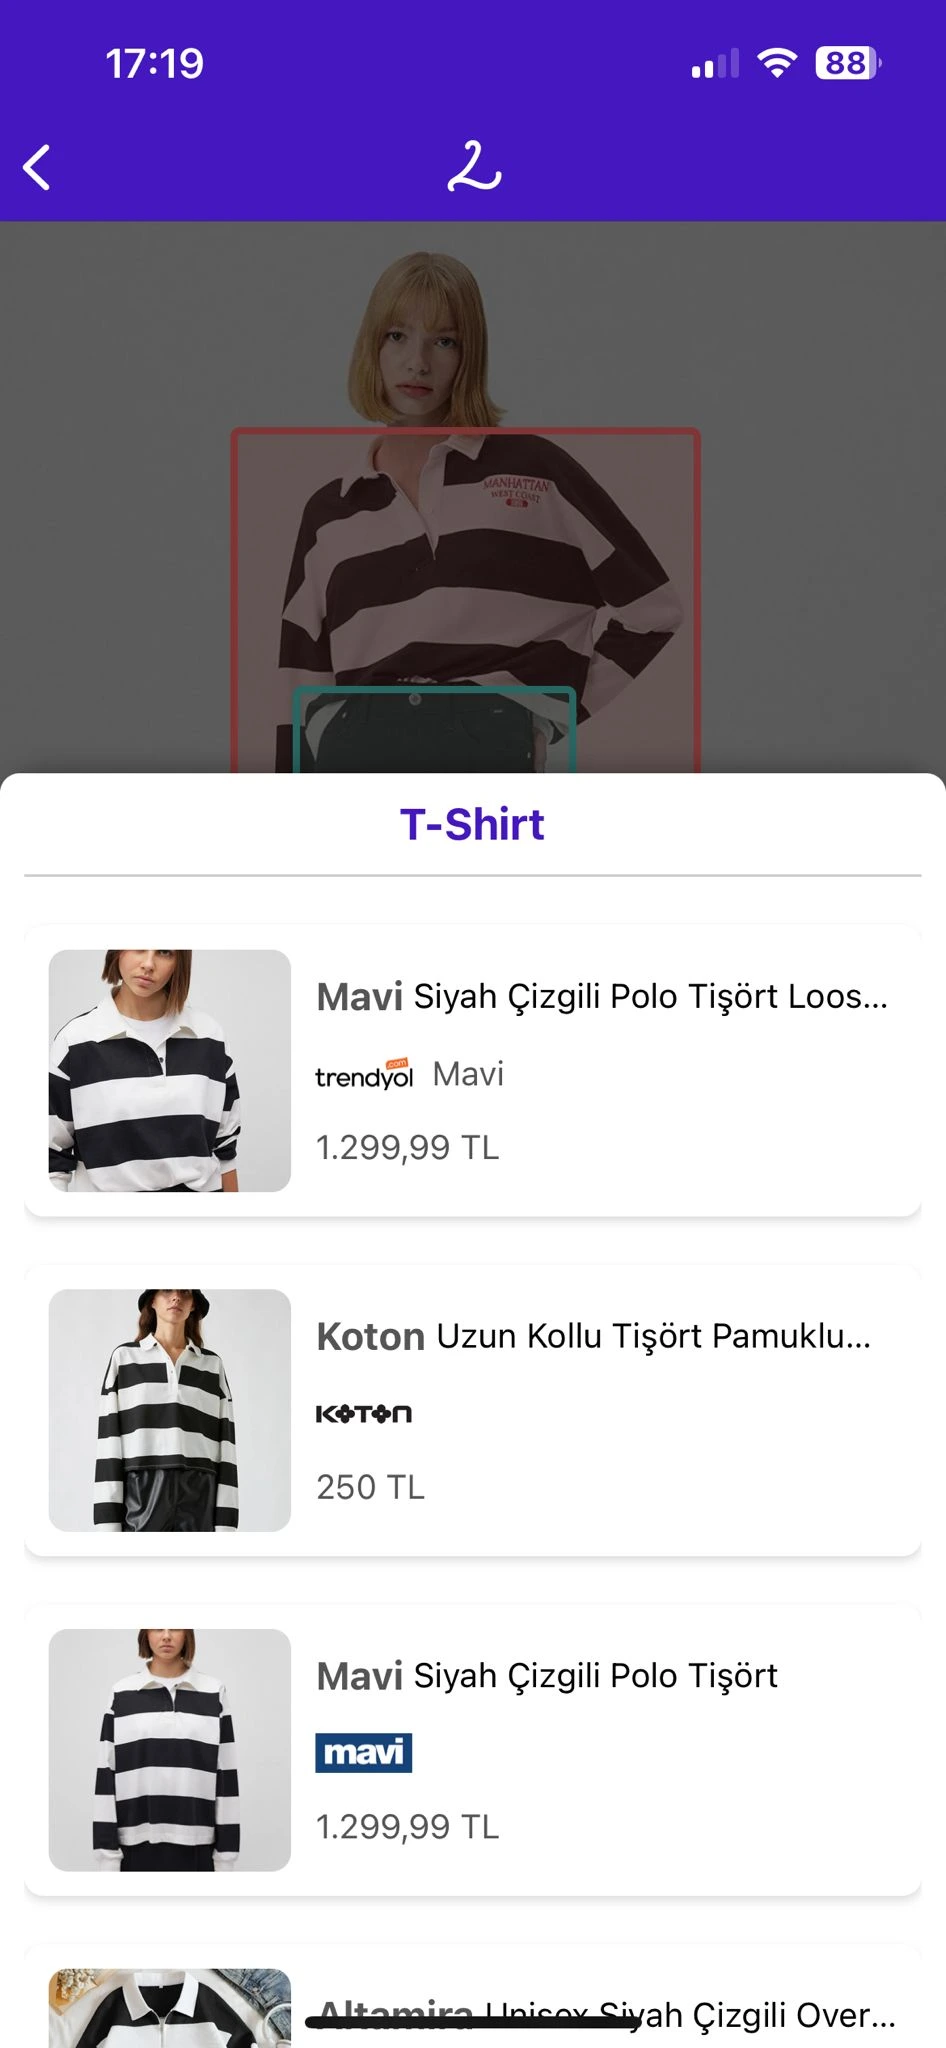 17:19
88
MANHATTAN
WEST COAST
T-Shirt
Mavi Siyah Çizgili Polo Tişört Loos...
trendyol
.com
Mavi
1.299,99 TL
Koton Uzun Kollu Tişört Pamuklu...
KOTON
250 TL
Mavi Siyah Çizgili Polo Tişört
mavi
1.299,99 TL
Altamira Unisex Siyah Çizgili Over...